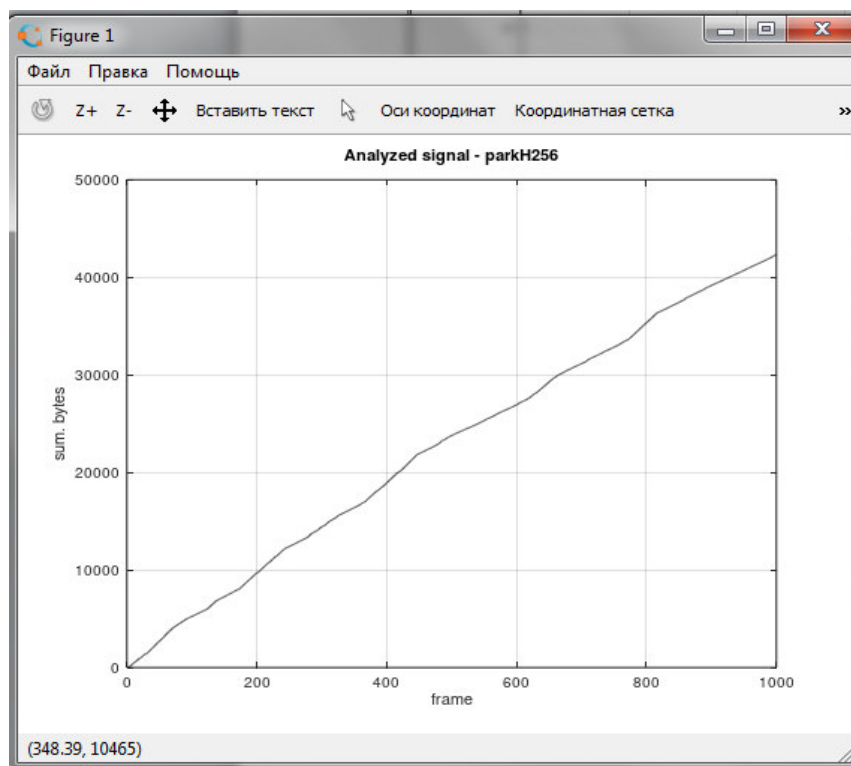 Figure 1
Файл Правка Помощь
Z+ Z- Вставить текст Оси координат Координатная сетка »
Analyzed signal - parkH256
50000
40000
30000
20000
10000
0
sum. bytes
0 200 400 600 800 1000
frame
(348.39, 10465)